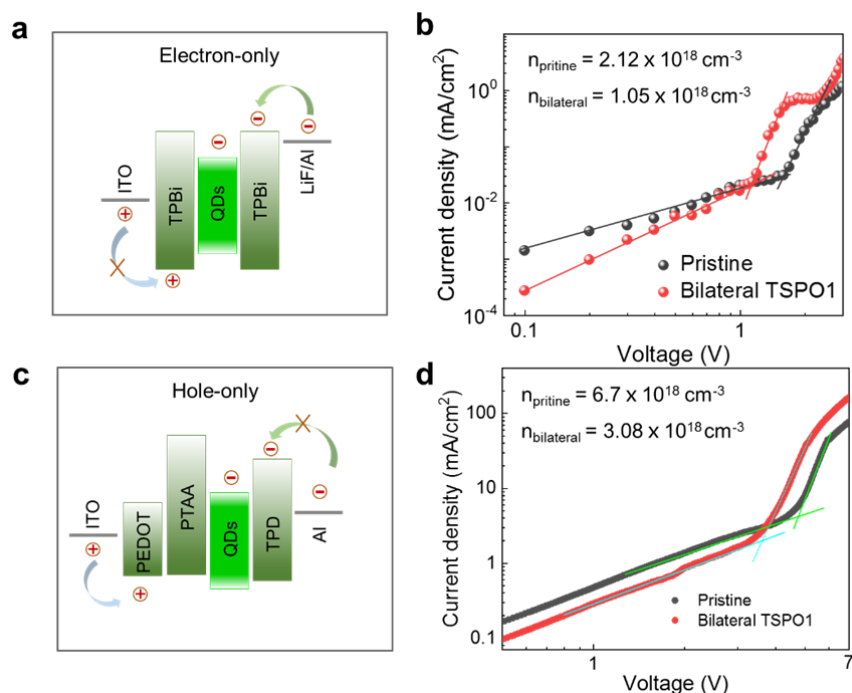 a
Electron-only
ITO
TPBi
QDs
TPBi
LiF/Al
b
n_pritine = 2.12 x 10^18 cm^-3
n_bilateral = 1.05 x 10^18 cm^-3
Current density (mA/cm^2)
10^0
10^-2
10^-4
Pristine
Bilateral TSPO1
0.1
1
Voltage (V)
c
Hole-only
ITO
PEDOT
PTAA
QDs
TPD
Al
d
n_pritine = 6.7 x 10^18 cm^-3
n_bilateral = 3.08 x 10^18 cm^-3
Current density (mA/cm^2)
100
10
1
0.1
Pristine
Bilateral TSPO1
1
7
Voltage (V)